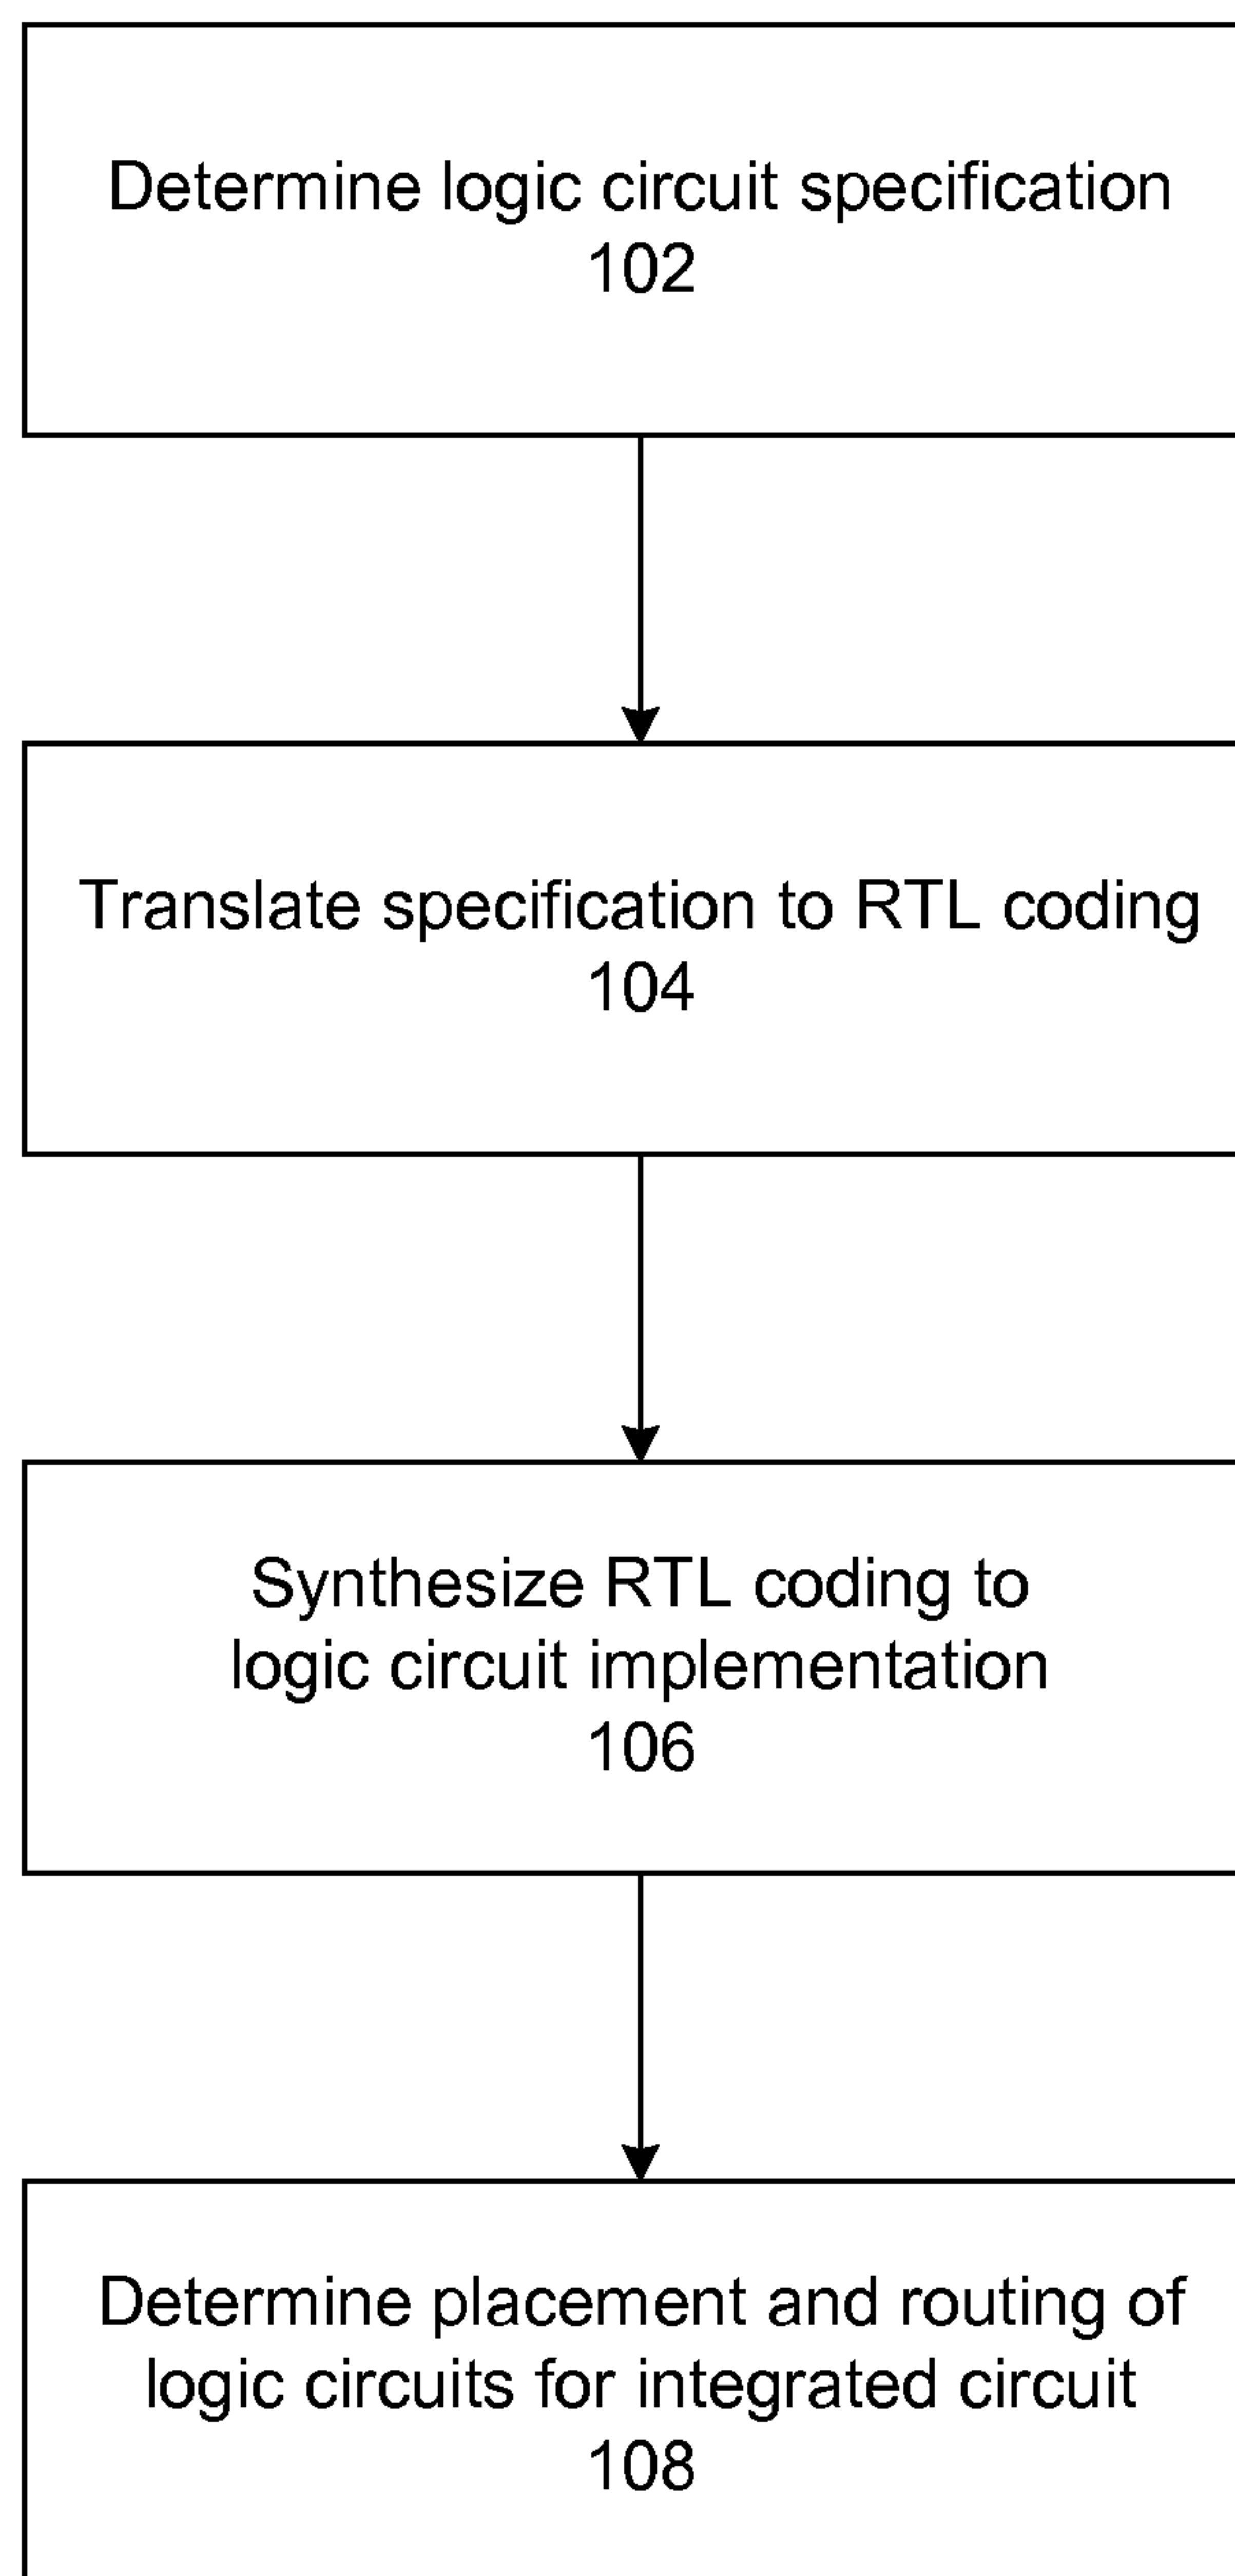 Determine logic circuit specification
102
Translate specification to RTL coding
104
Synthesize RTL coding to
logic circuit implementation
106
Determine placement and routing of
logic circuits for integrated circuit
108